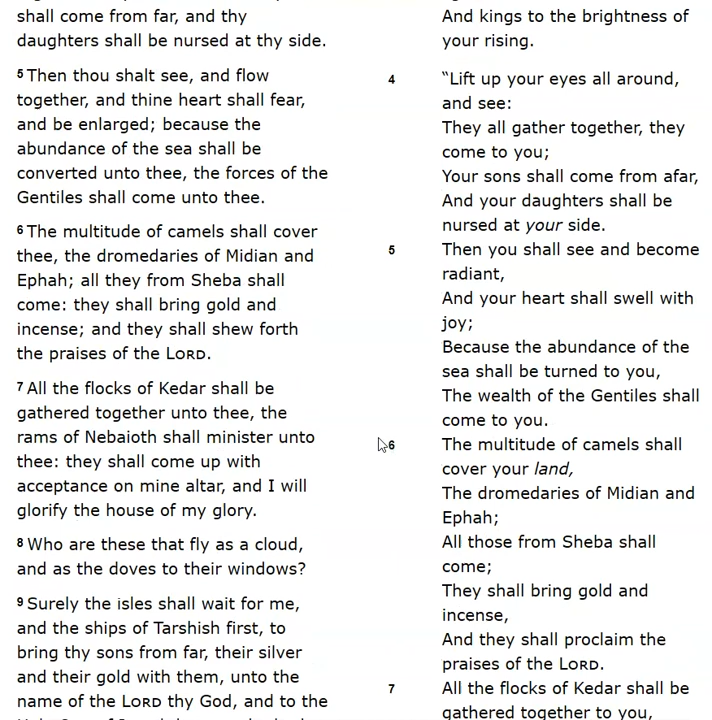 shall come from far, and thy
daughters shall be nursed at thy side.
5 Then thou shalt see, and flow
together, and thine heart shall fear,
and be enlarged; because the
abundance of the sea shall be
converted unto thee, the forces of the
Gentiles shall come unto thee.
6 The multitude of camels shall cover
thee, the dromedaries of Midian and
Ephah; all they from Sheba shall
come: they shall bring gold and
incense; and they shall shew forth
the praises of the LORD.
7 All the flocks of Kedar shall be
gathered together unto thee, the
rams of Nebaioth shall minister unto
thee: they shall come up with
acceptance on mine altar, and I will
glorify the house of my glory.
8 Who are these that fly as a cloud,
and as the doves to their windows?
9 Surely the isles shall wait for me,
and the ships of Tarshish first, to
bring thy sons from far, their silver
and their gold with them, unto the
name of the LORD thy God, and to the
And kings to the brightness of
your rising.
4 “Lift up your eyes all around,
and see:
They all gather together, they
come to you;
Your sons shall come from afar,
And your daughters shall be
nursed at your side.
5 Then you shall see and become
radiant,
And your heart shall swell with
joy;
Because the abundance of the
sea shall be turned to you,
The wealth of the Gentiles shall
come to you.
6 The multitude of camels shall
cover your land,
The dromedaries of Midian and
Ephah;
All those from Sheba shall
come;
They shall bring gold and
incense,
And they shall proclaim the
praises of the LORD.
7 All the flocks of Kedar shall be
gathered together to you,